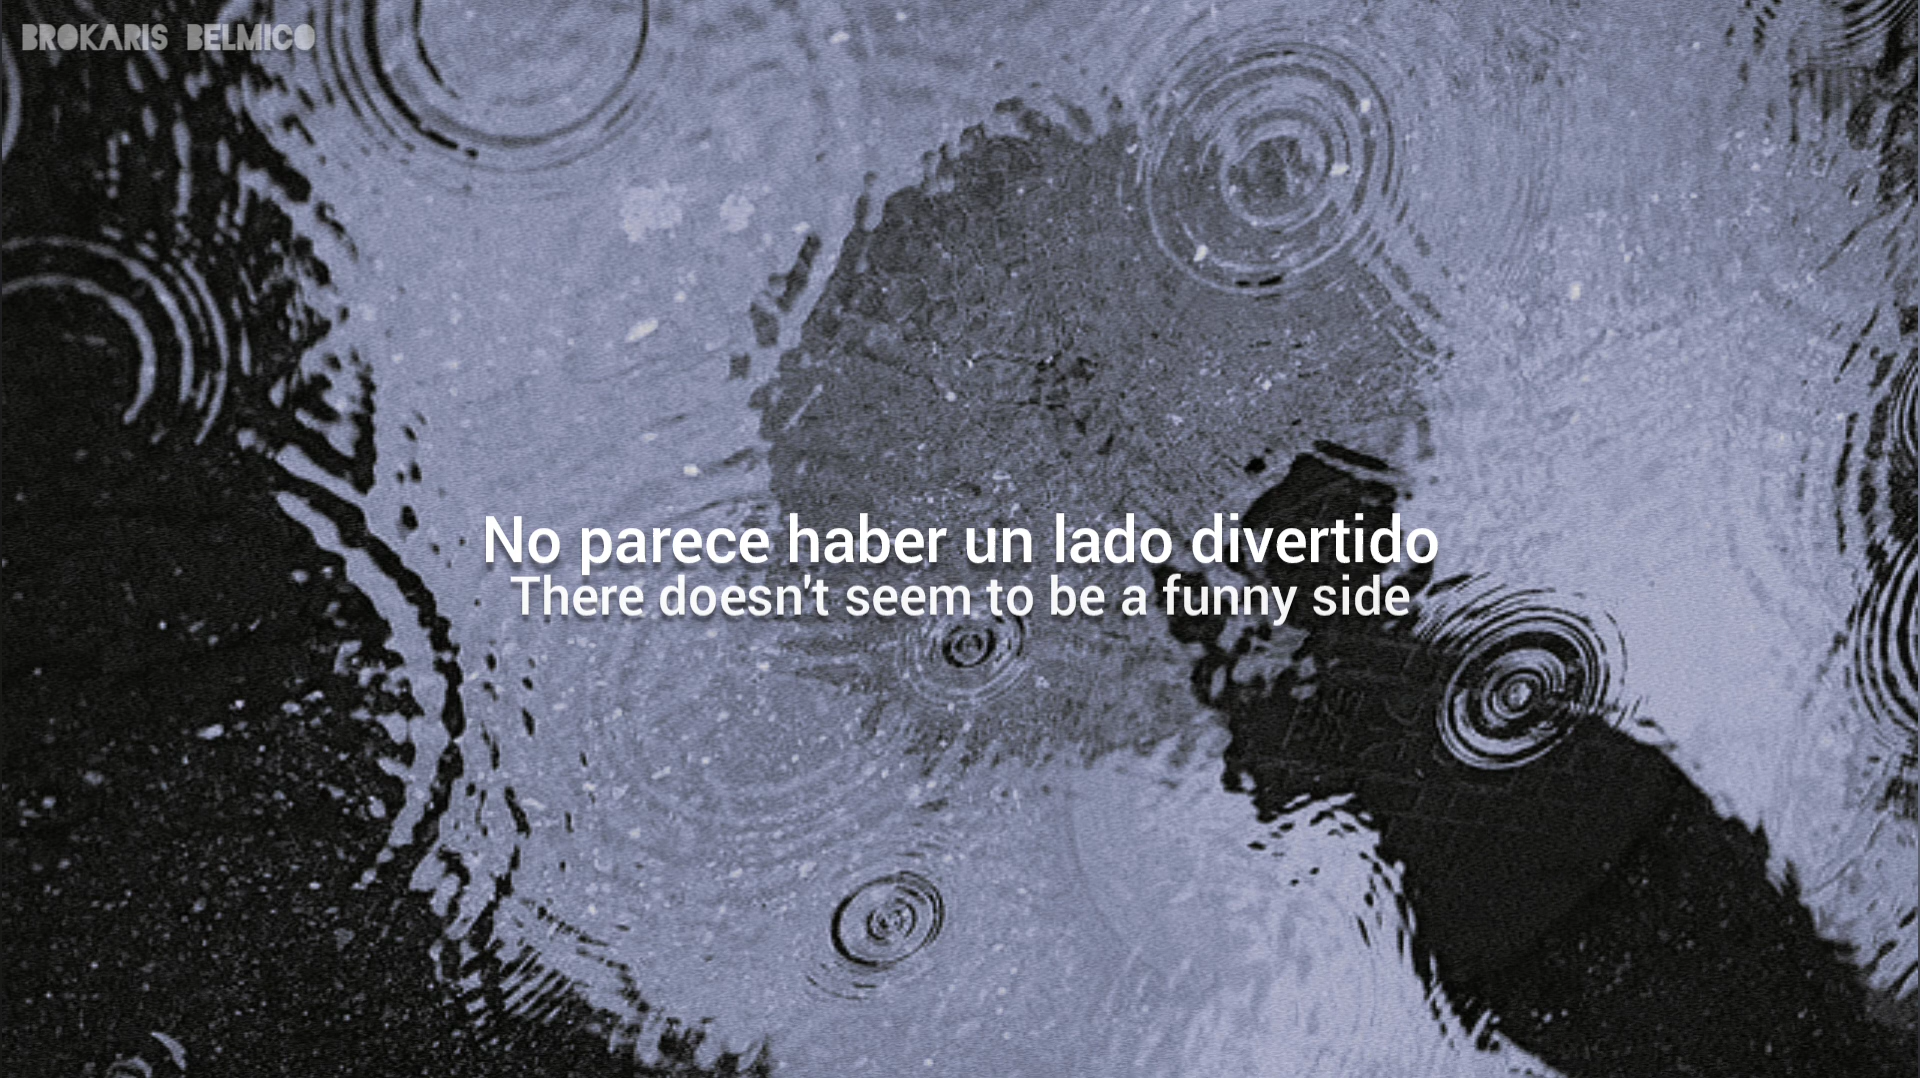 BROKARIS BELMICO
No parece haber un lado divertido
There doesn't seem to be a funny side